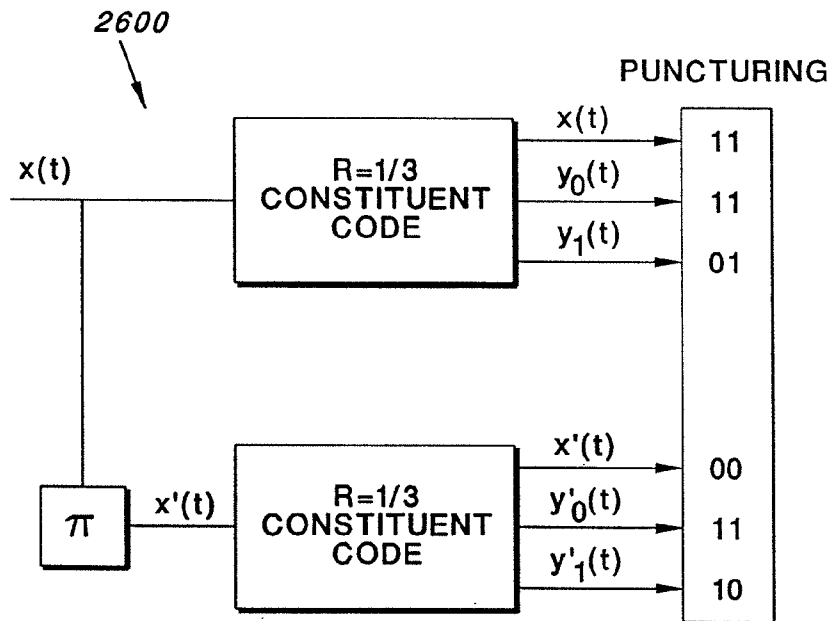 2600
PUNCTURING
x(t)
R=1/3
CONSTITUENT
CODE
x(t)
y0(t)
y1(t)
11
11
01
π
x'(t)
R=1/3
CONSTITUENT
CODE
x'(t)
y'0(t)
y'1(t)
00
11
10